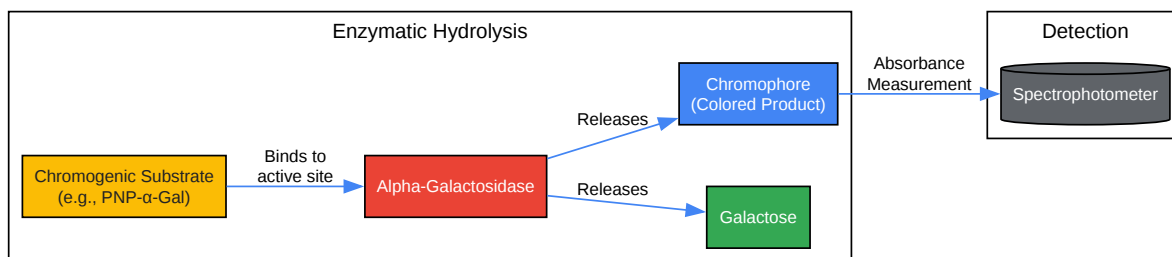 Enzymatic Hydrolysis
Detection
Chromogenic Substrate
(e.g., PNP-α-Gal)
Binds to
active site
Alpha-Galactosidase
Releases
Chromophore
(Colored Product)
Releases
Galactose
Absorbance
Measurement
Spectrophotometer